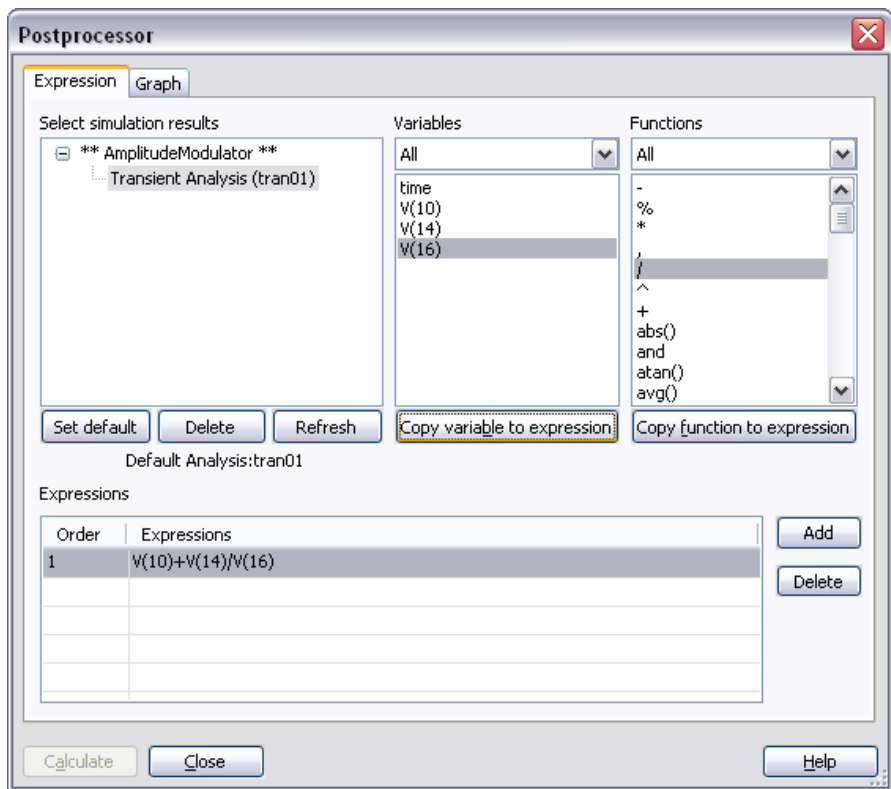 Postprocessor
Expression Graph
Select simulation results
** AmplitudeModulator **
Transient Analysis (tran01)
Set default Delete Refresh
Default Analysis:tran01
Variables
All
time
V(10)
V(14)
V(16)
Copy variable to expression
Functions
All
-
%
*
,
/
^
+
abs()
and
atan()
avg()
Copy function to expression
Expressions
Order Expressions
1 V(10)+V(14)/V(16)
Add
Delete
Calculate Close Help